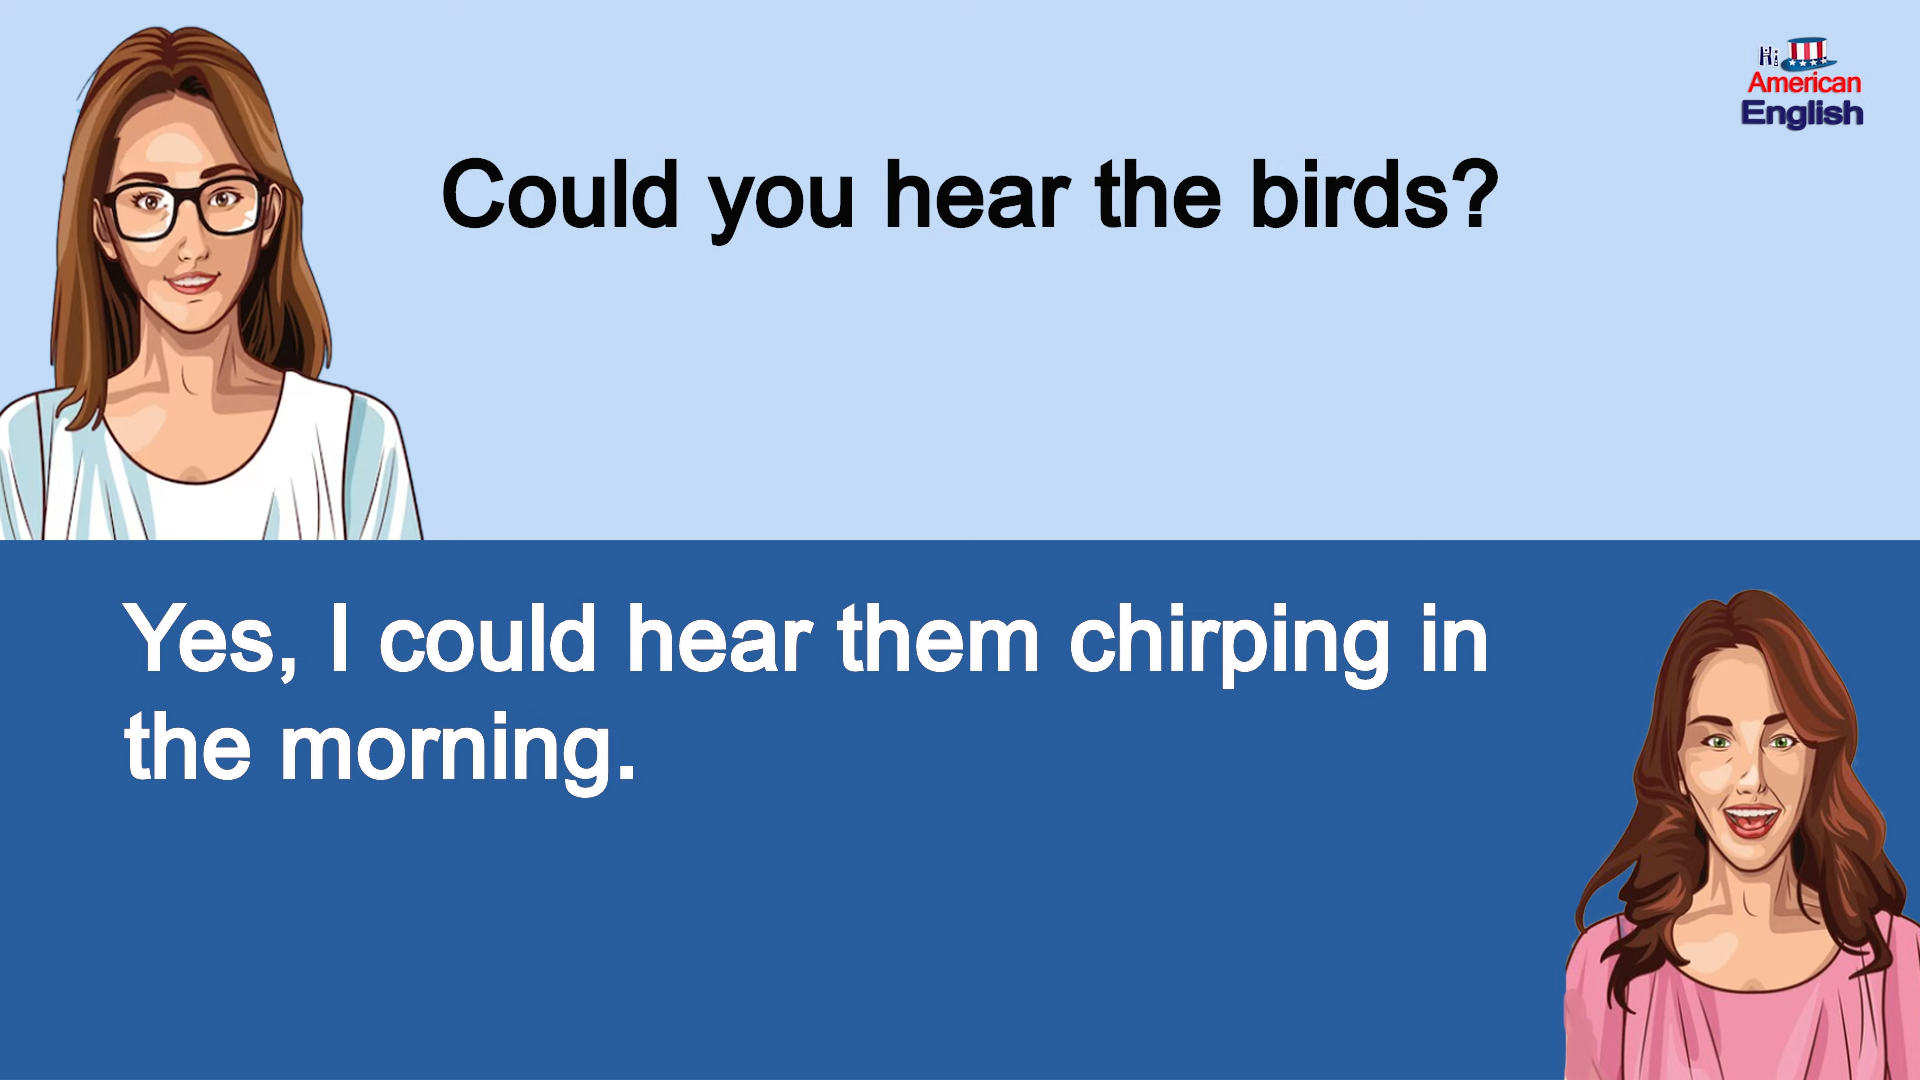 Hi
American
English
Could you hear the birds?
Yes, I could hear them chirping in
the morning.